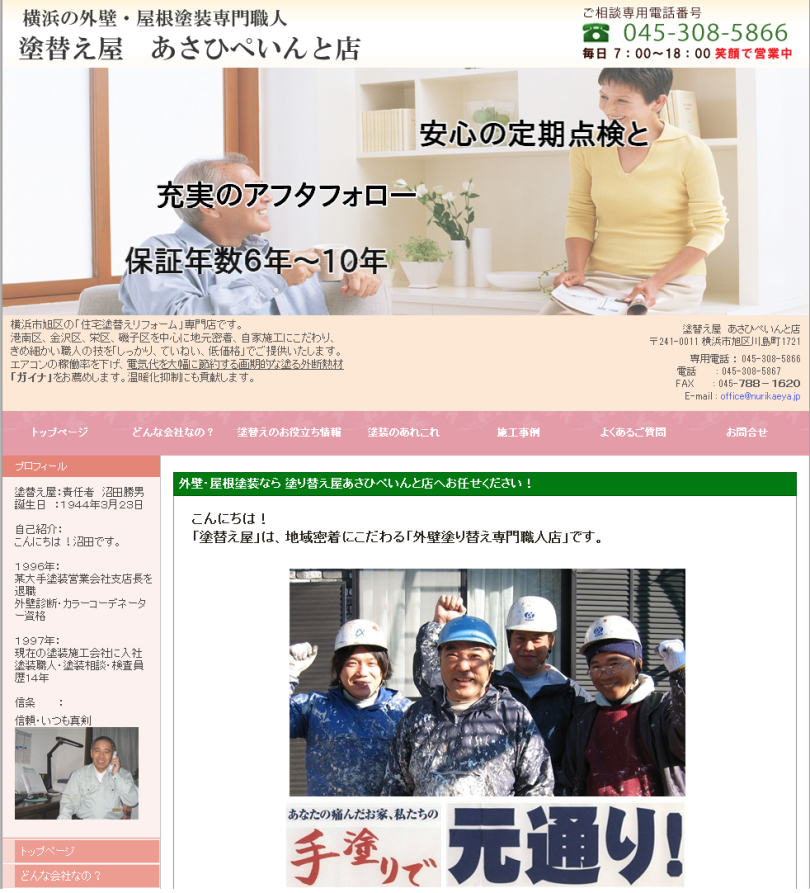 横浜の外壁・屋根塗装専門職人
塗替え屋　あさひぺいんと店
ご相談専用電話番号
045-308-5866
毎日 7：00～18：00 笑顔で営業中
安心の定期点検と
充実のアフタフォロー
保証年数6年～10年
横浜市旭区の「住宅塗替えリフォーム」専門店です。
港南区、金沢区、栄区、磯子区を中心に地元密着、自家施工にこだわり、
きめ細かい職人の技を「しっかり、ていねい、低価格」でご提供いたします。
エアコンの稼働率を下げ、電気代を大幅に節約する画期的な塗る外断熱材
「ガイナ」をお薦めします。温暖化抑制にも貢献します。
塗替え屋 あさひぺいんと店
〒241-0011 横浜市旭区川島町1721
専用電話：045-308-5866
電話　：045-308-5867
FAX　：045-788－1620
E-mail：office@nurikaeya.jp
トップページ
どんな会社なの？
塗替えのお役立ち情報
塗装のあれこれ
施工事例
よくあるご質問
お問合せ
プロフィール
塗替え屋：責任者　沼田勝男
誕生日　：1944年3月23日
自己紹介：
こんにちは！沼田です。
1996年：
某大手塗装営業会社支店長を
退職
外壁診断・カラーコーデネータ
ー資格
1997年：
現在の塗装施工会社に入社
塗装職人・塗装相談・検査員
歴14年
信条　　：
信頼・いつも真剣
トップページ
どんな会社なの？
外壁・屋根塗装なら 塗り替え屋あさひぺいんと店へお任せください！
こんにちは！
「塗替え屋」は、地域密着にこだわる「外壁塗り替え専門職人店」です。
あなたの痛んだお家、私たちの
手塗りで
元通り！